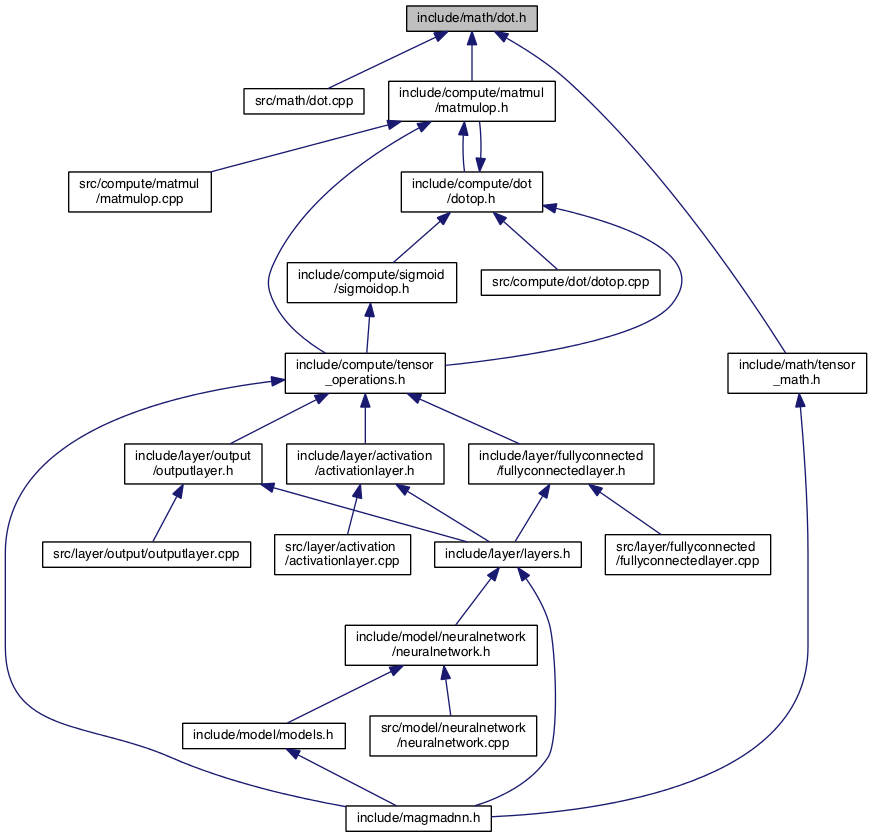 include/math/dot.h
src/math/dot.cpp
include/compute/matmul
/matmulop.h
src/compute/matmul
/matmulop.cpp
include/compute/dot
/dotop.h
include/compute/sigmoid
/sigmoidop.h
src/compute/dot/dotop.cpp
include/compute/tensor
_operations.h
include/math/tensor
_math.h
include/layer/output
/outputlayer.h
include/layer/activation
/activationlayer.h
include/layer/fullyconnected
/fullyconnectedlayer.h
src/layer/output/outputlayer.cpp
src/layer/activation
/activationlayer.cpp
include/layer/layers.h
src/layer/fullyconnected
/fullyconnectedlayer.cpp
include/model/neuralnetwork
/neuralnetwork.h
include/model/models.h
src/model/neuralnetwork
/neuralnetwork.cpp
include/magmadnn.h